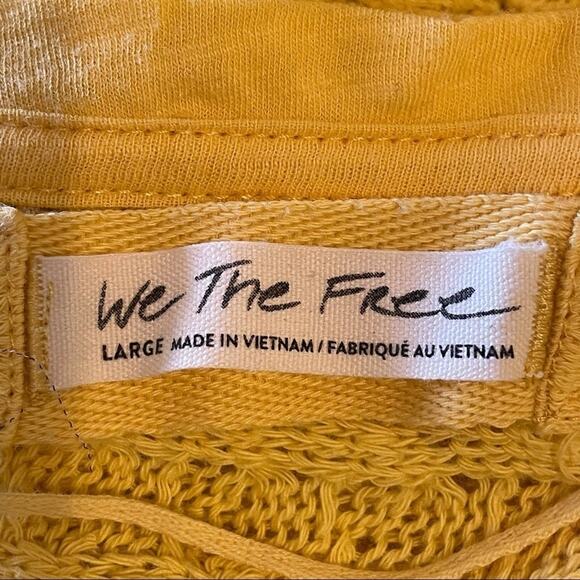 We The Free
LARGE MADE IN VIETNAM / FABRIQUÉ AU VIETNAM